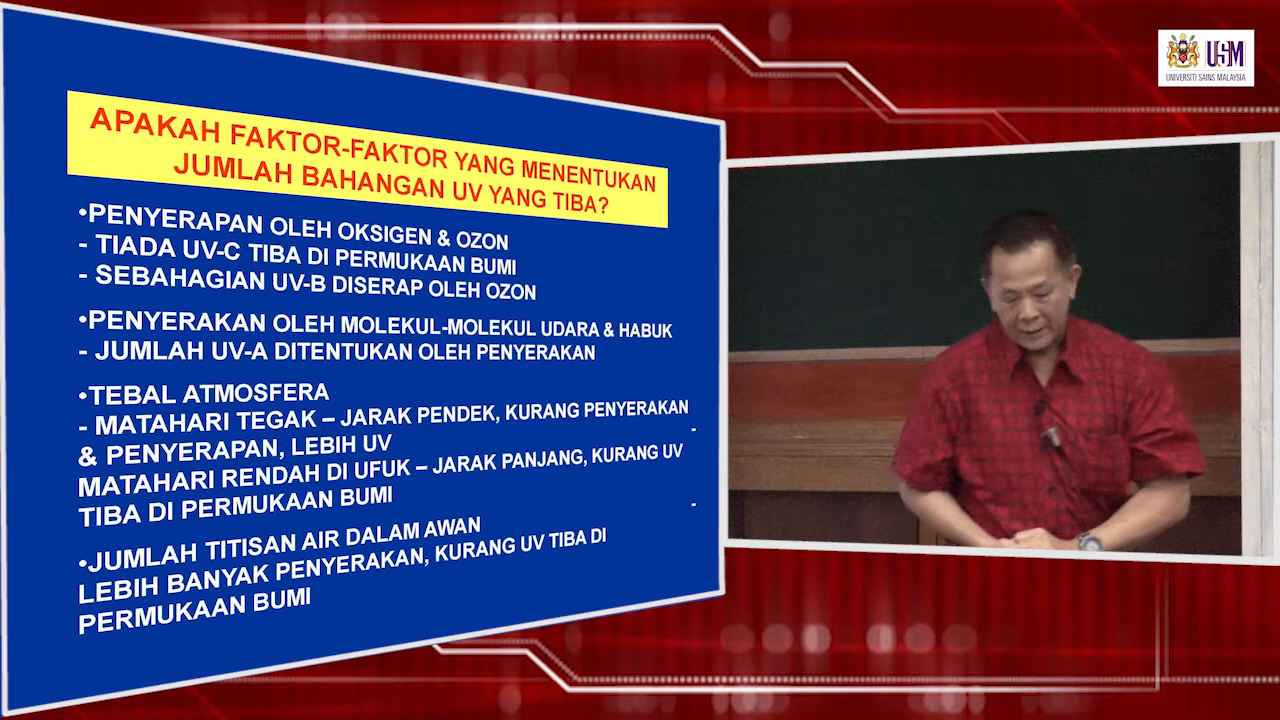 APAKAH FAKTOR-FAKTOR YANG MENENTUKAN
JUMLAH BAHANGAN UV YANG TIBA?
•PENYERAPAN OLEH OKSIGEN & OZON
- TIADA UV-C TIBA DI PERMUKAAN BUMI
- SEBAHAGIAN UV-B DISERAP OLEH OZON
•PENYERAKAN OLEH MOLEKUL-MOLEKUL UDARA & HABUK
- JUMLAH UV-A DITENTUKAN OLEH PENYERAKAN
•TEBAL ATMOSFERA
- MATAHARI TEGAK – JARAK PENDEK, KURANG PENYERAKAN
& PENYERAPAN, LEBIH UV -
MATAHARI RENDAH DI UFUK – JARAK PANJANG, KURANG UV
TIBA DI PERMUKAAN BUMI -
•JUMLAH TITISAN AIR DALAM AWAN
LEBIH BANYAK PENYERAKAN, KURANG UV TIBA DI
PERMUKAAN BUMI
USM
UNIVERSITI SAINS MALAYSIA